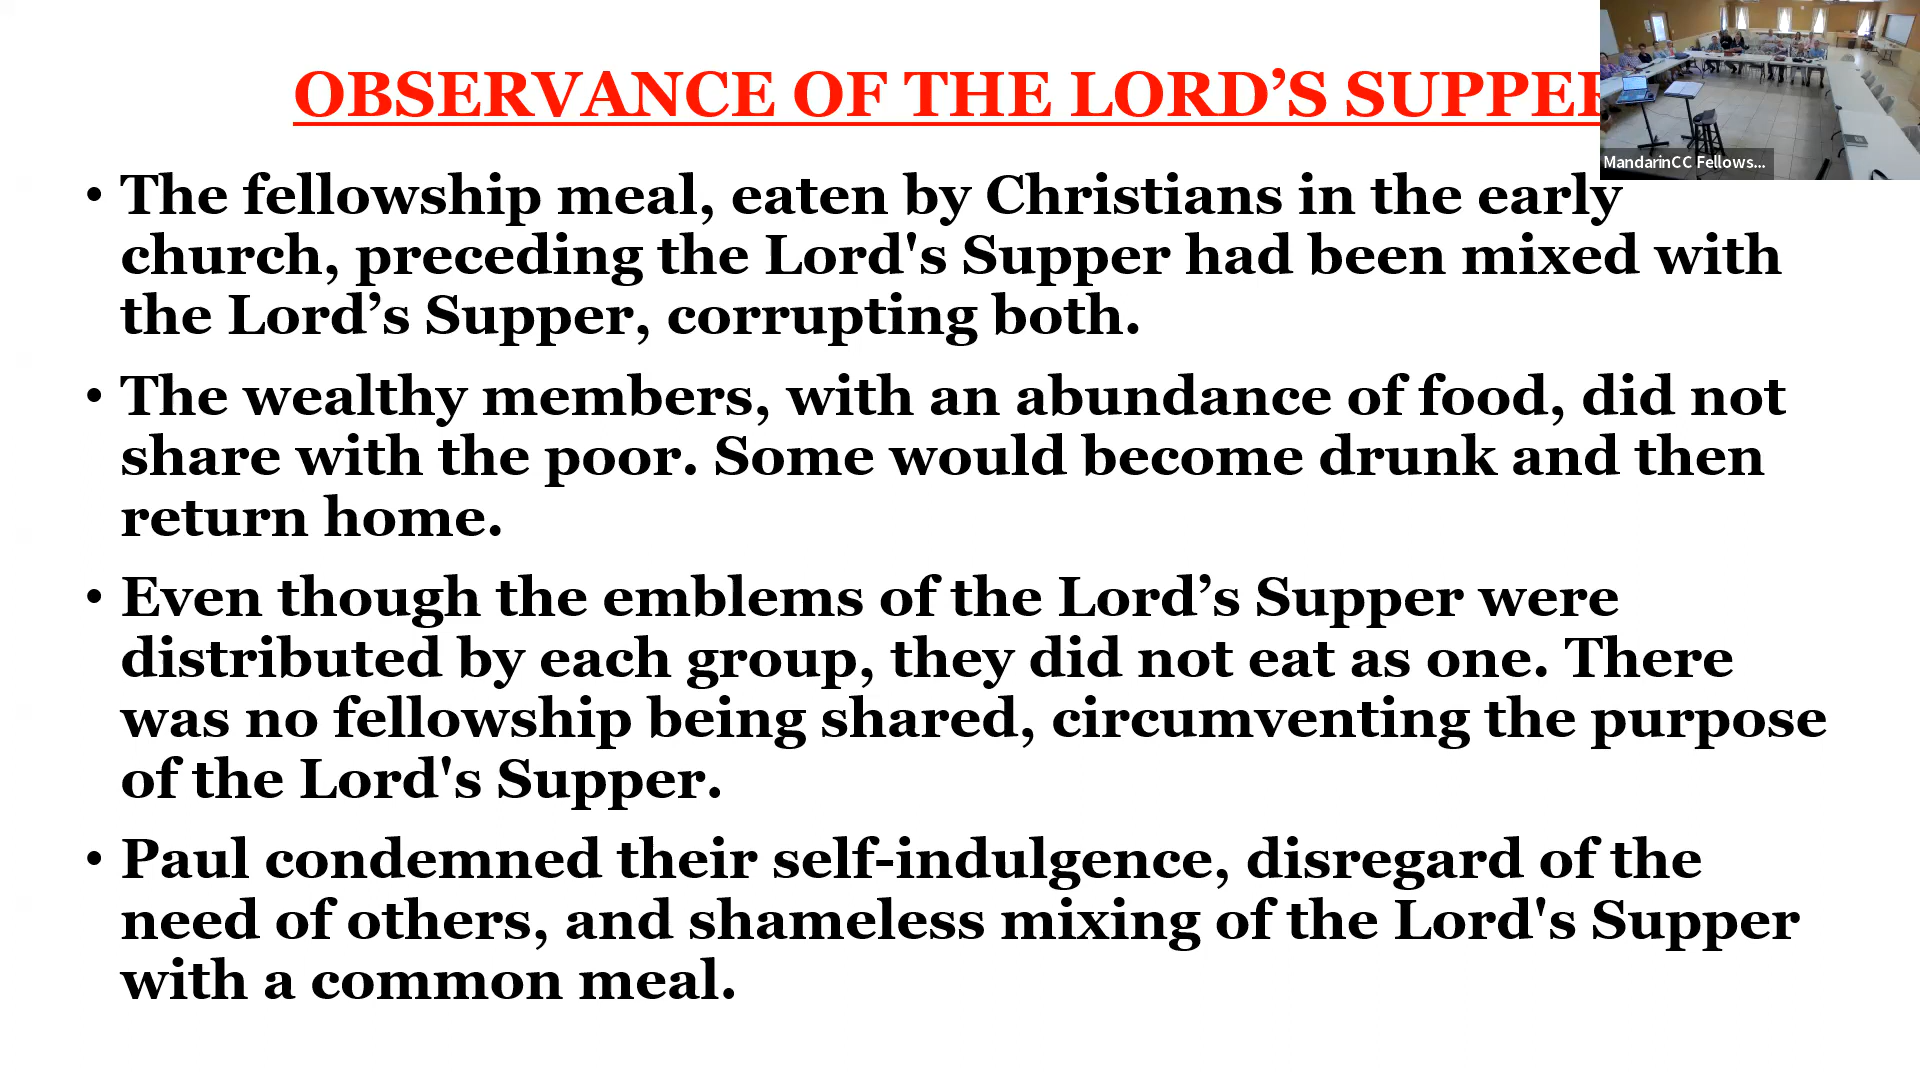 OBSERVANCE OF THE LORD’S SUPPER
MandarinCC Fellows...
• The fellowship meal, eaten by Christians in the early
church, preceding the Lord's Supper had been mixed with
the Lord’s Supper, corrupting both.
• The wealthy members, with an abundance of food, did not
share with the poor. Some would become drunk and then
return home.
• Even though the emblems of the Lord’s Supper were
distributed by each group, they did not eat as one. There
was no fellowship being shared, circumventing the purpose
of the Lord's Supper.
• Paul condemned their self-indulgence, disregard of the
need of others, and shameless mixing of the Lord's Supper
with a common meal.